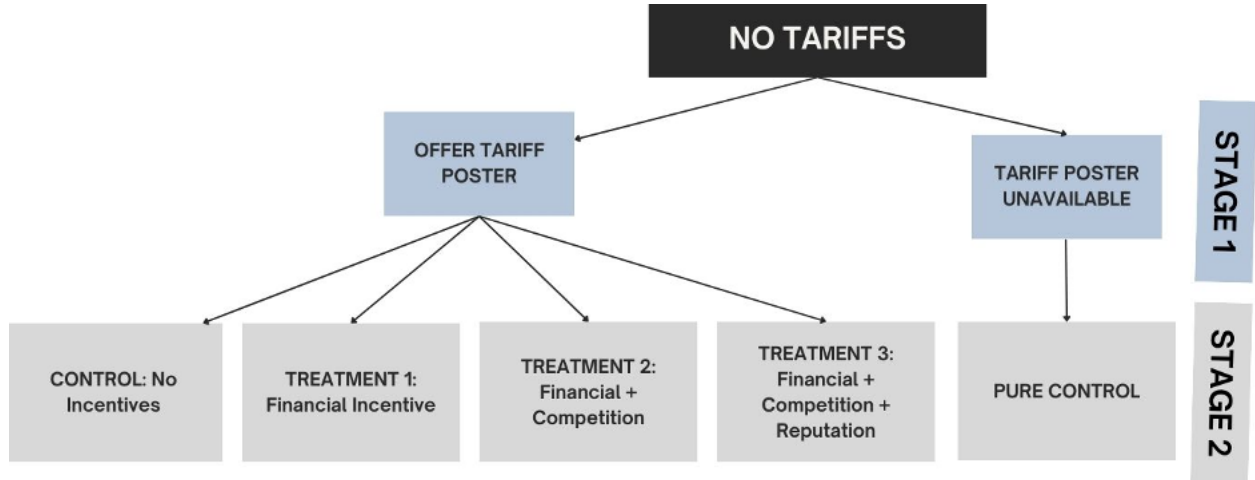 NO TARIFFS
OFFER TARIFF
POSTER
TARIFF POSTER
UNAVAILABLE
STAGE 1
CONTROL: No
Incentives
TREATMENT 1:
Financial Incentive
TREATMENT 2:
Financial +
Competition
TREATMENT 3:
Financial +
Competition +
Reputation
PURE CONTROL
STAGE 2